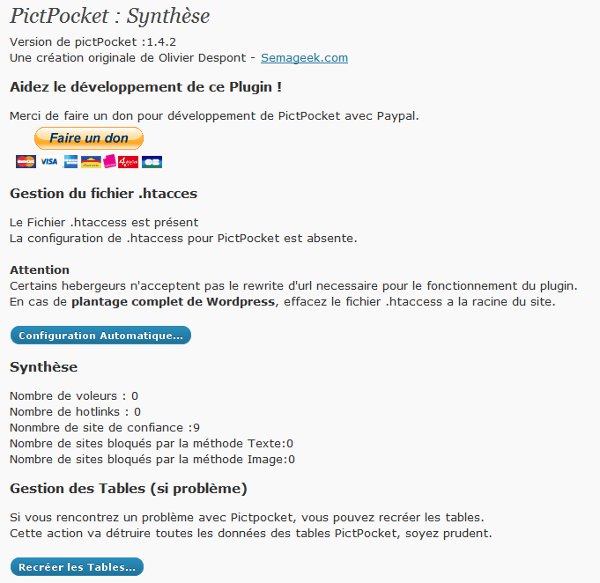 PictPocket : Synthèse
Version de pictPocket :1.4.2
Une création originale de Olivier Despont - Semageek.com
Aidez le développement de ce Plugin !
Merci de faire un don pour développement de PictPocket avec Paypal.
Faire un don
VISA
Gestion du fichier .htacces
Le Fichier .htaccess est présent
La configuration de .htaccess pour PictPocket est absente.
Attention
Certains hebergeurs n'acceptent pas le rewrite d'url necessaire pour le fonctionnement du plugin.
En cas de plantage complet de Wordpress, effacez le fichier .htaccess a la racine du site.
Configuration Automatique...
Synthèse
Nombre de voleurs : 0
Nombre de hotlinks : 0
Nonmbre de site de confiance :9
Nombre de sites bloqués par la méthode Texte:0
Nombre de sites bloqués par la méthode Image:0
Gestion des Tables (si problème)
Si vous rencontrez un problème avec Pictpocket, vous pouvez recréer les tables.
Cette action va détruire toutes les données des tables PictPocket, soyez prudent.
Recréer les Tables...